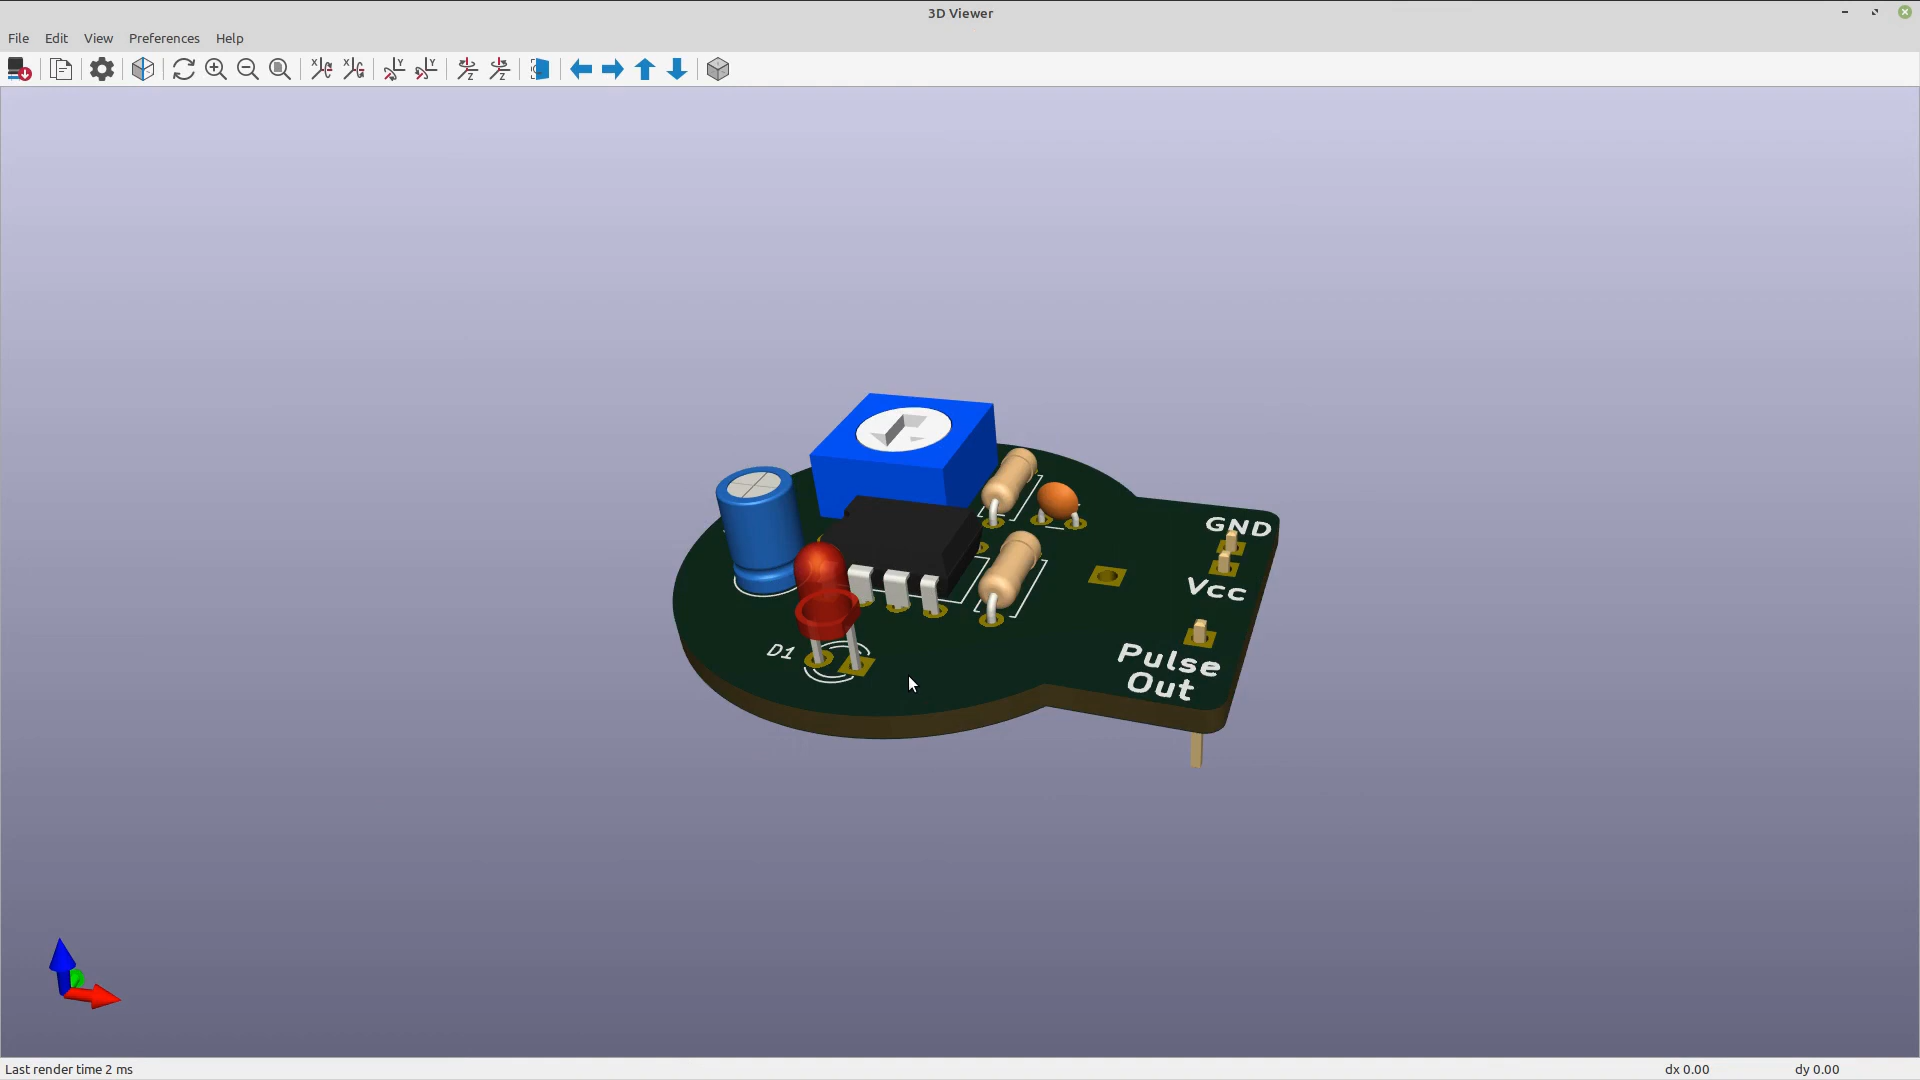 3D Viewer
File Edit View Preferences Help
GND
Vcc
Pulse
Out
D1
Last render time 2 ms
dx 0.00
dy 0.00